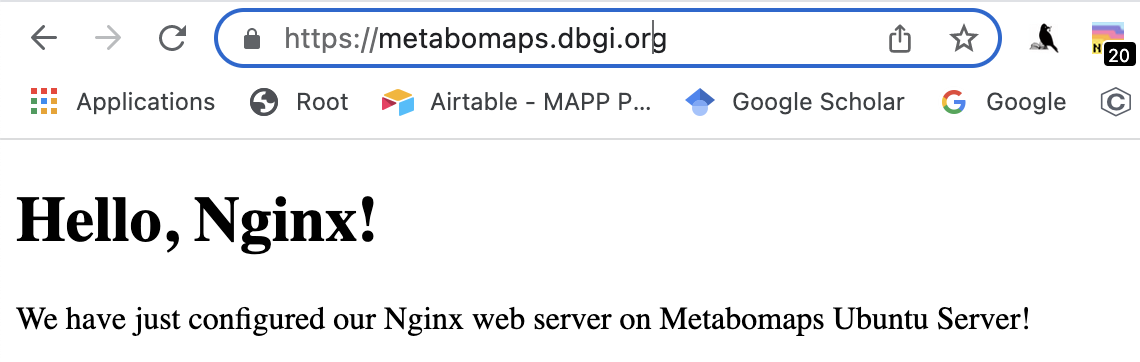 https://metabomaps.dbgi.org
N 20
Applications Root Airtable - MAPP P... Google Scholar Google C
Hello, Nginx!
We have just configured our Nginx web server on Metabomaps Ubuntu Server!